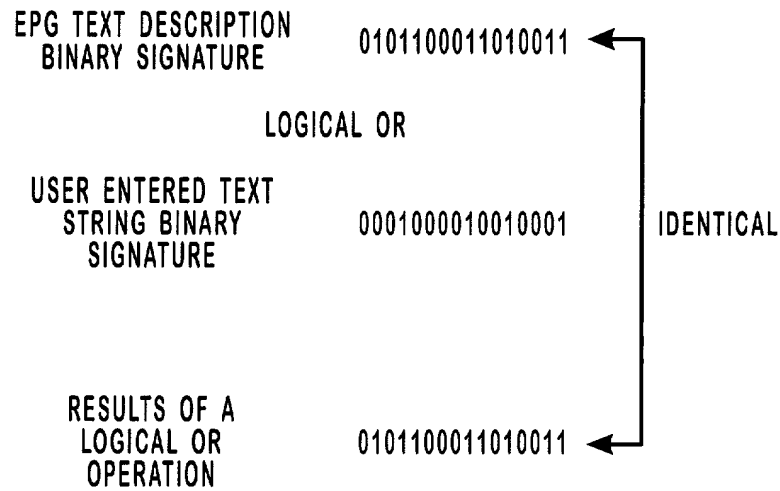 EPG TEXT DESCRIPTION
BINARY SIGNATURE
0101100011010011
LOGICAL OR
USER ENTERED TEXT
STRING BINARY
SIGNATURE
0001000010010001
IDENTICAL
RESULTS OF A
LOGICAL OR
OPERATION
0101100011010011